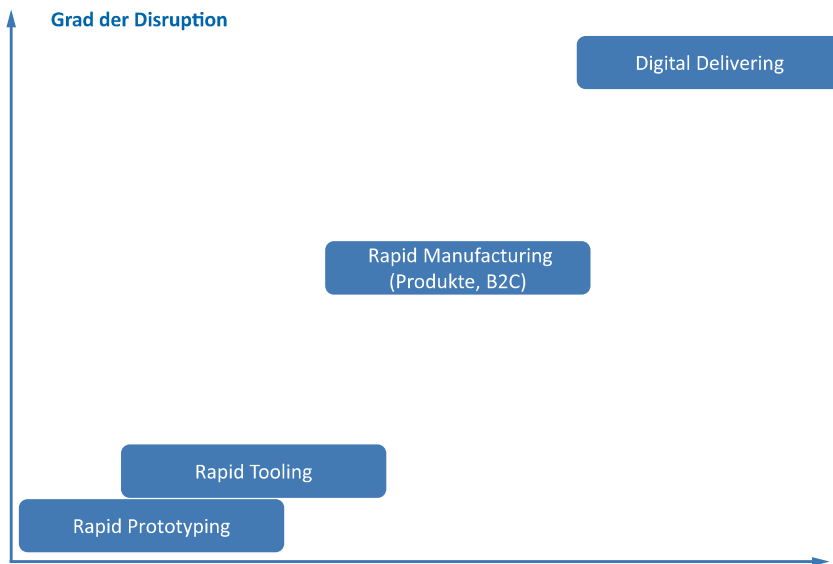 Grad der Disruption
Digital Delivering
Rapid Manufacturing
(Produkte, B2C)
Rapid Tooling
Rapid Prototyping